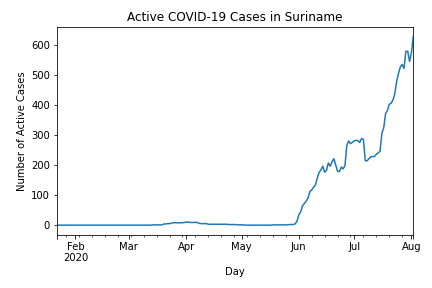 Active COVID-19 Cases in Suriname
Number of Active Cases
600
500
400
300
200
100
0
Feb Mar Apr May Jun Jul Aug
2020
Day